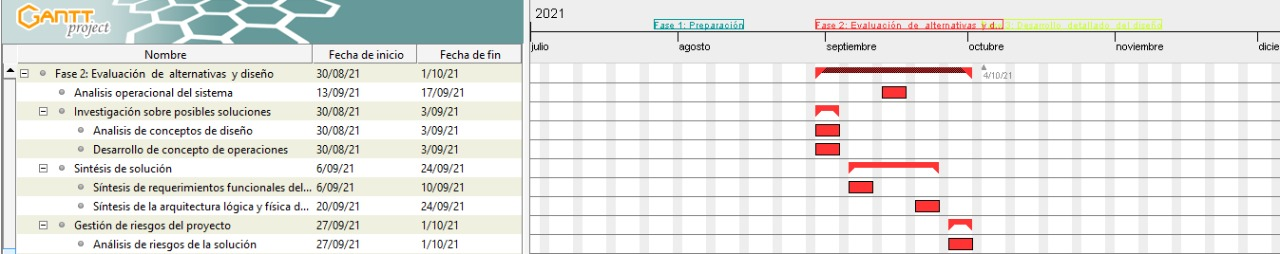 GANTT
project
2021
Fase 1: Preparación
Fase 2: Evaluación de alternativas y d...
3: Desarrollo detallado del diseño
julio
agosto
septiembre
octubre
noviembre
dicie
Nombre Fecha de inicio Fecha de fin
Fase 2: Evaluación de alternativas y diseño 30/08/21 1/10/21
4/10/21
Analisis operacional del sistema 13/09/21 17/09/21
Investigación sobre posibles soluciones 30/08/21 3/09/21
Analisis de conceptos de diseño 30/08/21 3/09/21
Desarrollo de concepto de operaciones 30/08/21 3/09/21
Sintésis de solución 6/09/21 24/09/21
Síntesis de requerimientos funcionales del... 6/09/21 10/09/21
Síntesis de la arquitectura lógica y física d... 20/09/21 24/09/21
Gestión de riesgos del proyecto 27/09/21 1/10/21
Análisis de riesgos de la solución 27/09/21 1/10/21